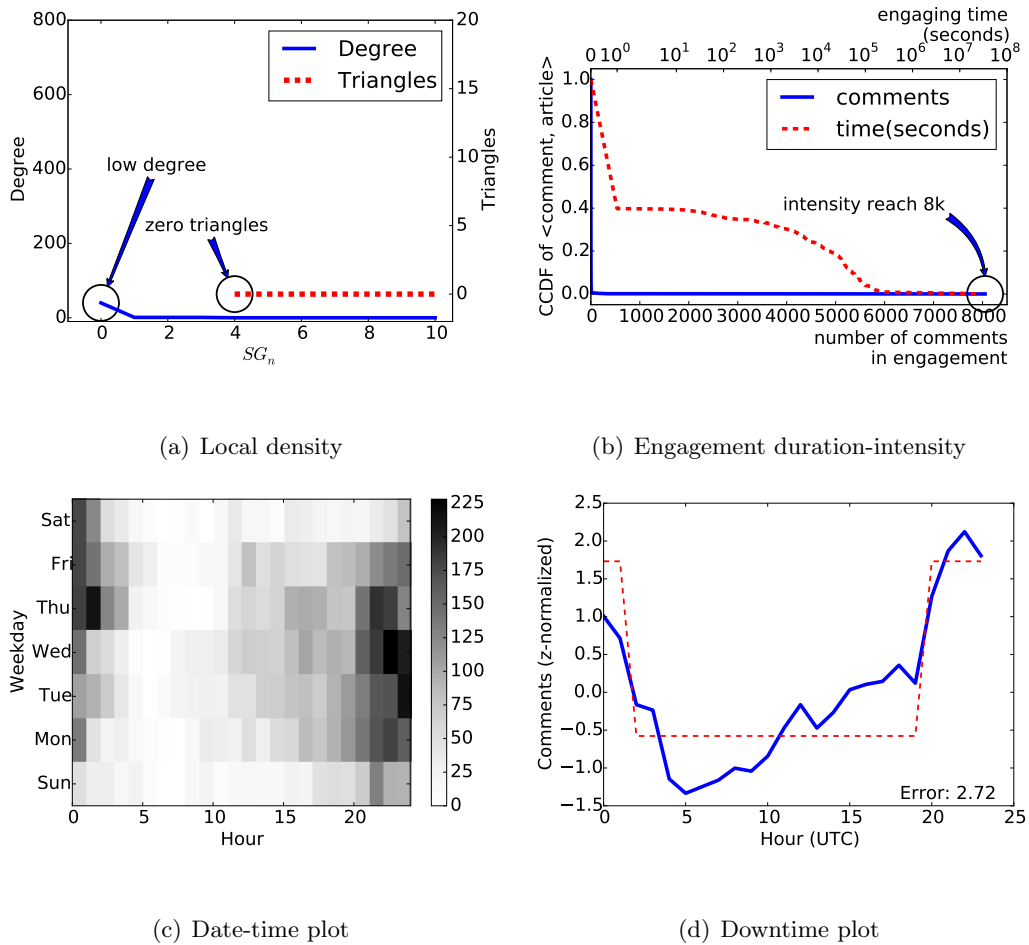 800
600
400
200
0
Degree
20
15
10
5
0
Triangles
Degree
Triangles
low degree
zero triangles
0 2 4 6 8 10
SGn
(a) Local density
engaging time
(seconds)
0 10^0 10^1 10^2 10^3 10^4 10^5 10^6 10^7 10^8
CCDF of <comment, article>
1.0
0.8
0.6
0.4
0.2
0.0
comments
time(seconds)
intensity reach 8k
0 1000 2000 3000 4000 5000 6000 7000 8000
number of comments
in engagement
(b) Engagement duration-intensity
Weekday
Sat
Fri
Thu
Wed
Tue
Mon
Sun
0 5 10 15 20
Hour
225
200
175
150
125
100
75
50
25
0
(c) Date-time plot
Comments (z-normalized)
2.5
2.0
1.5
1.0
0.5
0.0
−0.5
−1.0
−1.5
Error: 2.72
0 5 10 15 20 25
Hour (UTC)
(d) Downtime plot